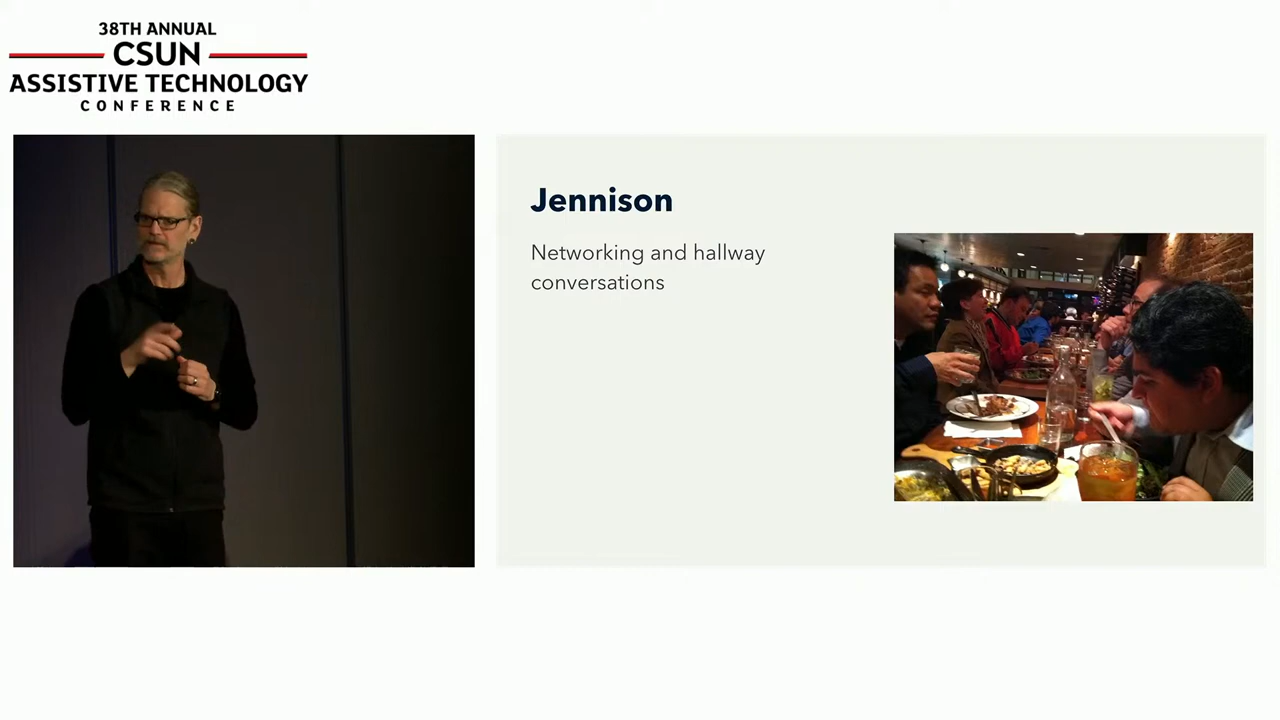 38TH ANNUAL
CSUN
ASSISTIVE TECHNOLOGY
CONFERENCE
Jennison
Networking and hallway
conversations